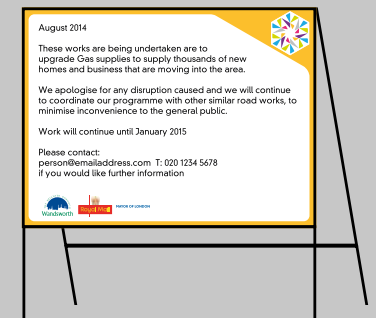 August 2014
These works are being undertaken are to
upgrade Gas supplies to supply thousands of new
homes and business that are moving into the area.
We apologise for any disruption caused and we will continue
to coordinate our programme with other similar road works, to
minimise inconvenience to the general public.
Work will continue until January 2015
Please contact:
person@emailaddress.com T: 020 1234 5678
if you would like further information
Wandsworth
Royal Mail
MAYOR OF LONDON